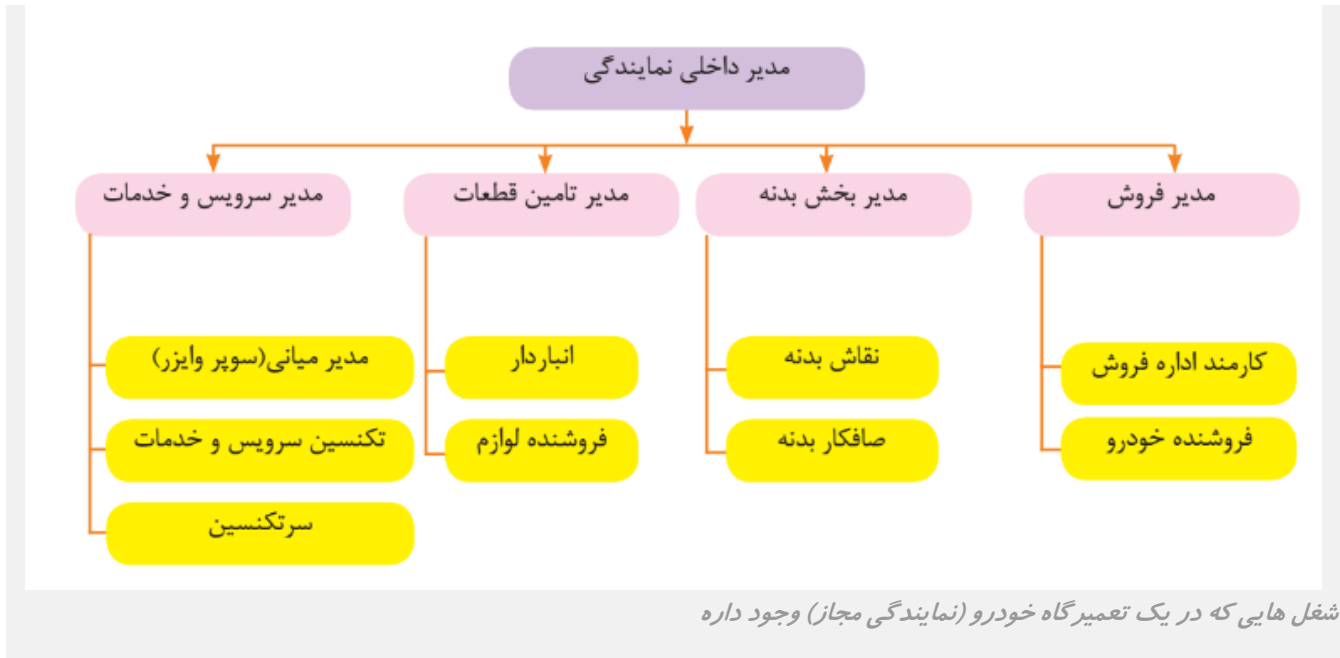 مدیر داخلی نمایندگی
مدیر فروش
مدیر بخش بدنه
مدیر تامین قطعات
مدیر سرویس و خدمات
کارمند اداره فروش
فروشنده خودرو
نقاش بدنه
صافکار بدنه
انباردار
فروشنده لوازم
مدیر میانی(سوپر وایزر)
تکنسین سرویس و خدمات
سرتکنسین
شغل هایی که در یک تعمیرگاه خودرو (نمایندگی مجاز) وجود داره